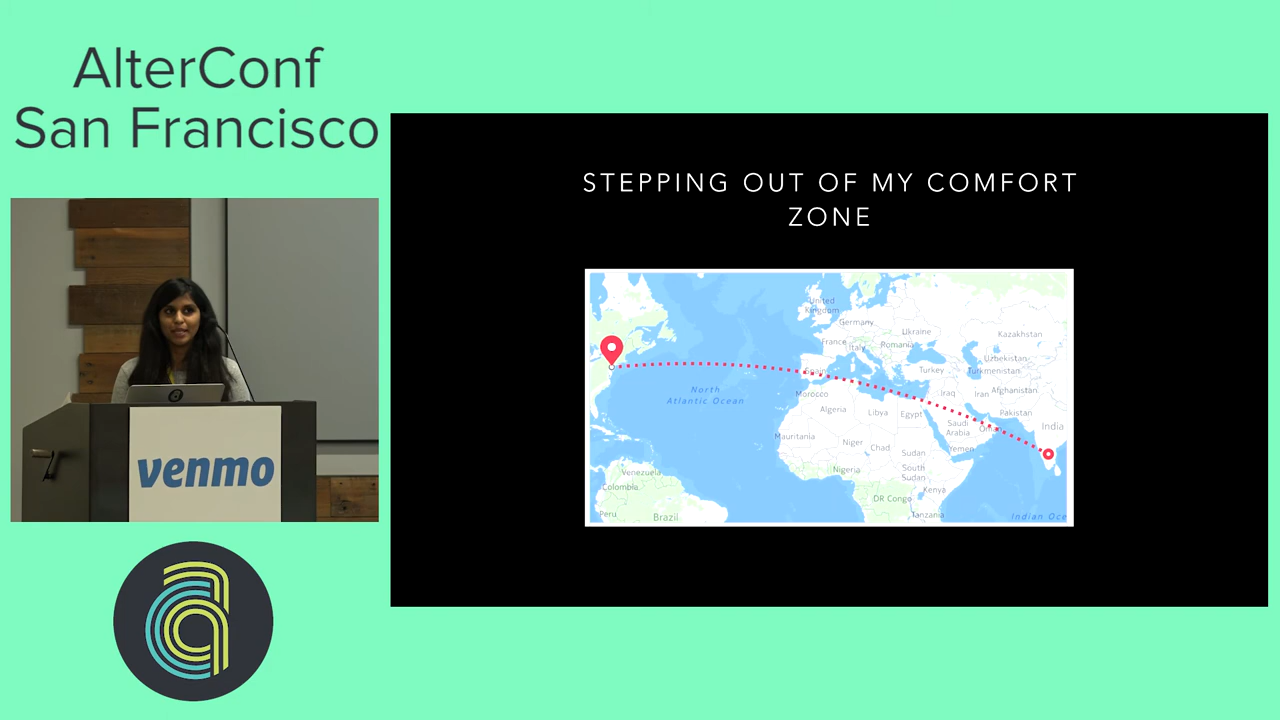 AlterConf
San Francisco
STEPPING OUT OF MY COMFORT
ZONE
United
Kingdom
Germany
Ukraine
Kazakhstan
France
Italy
Romania
Uzbekistan
Spain
Turkey
Turkmenistan
North
Atlantic Ocean
Morocco
Iraq
Iran
Afghanistan
Algeria
Libya
Egypt
Pakistan
Saudi
Arabia
India
Mauritania
Niger
Chad
Sudan
Yemen
Venezuela
Nigeria
South
Sudan
Colombia
Kenya
DR Congo
Peru
Brazil
Tanzania
Indian Oce
venmo